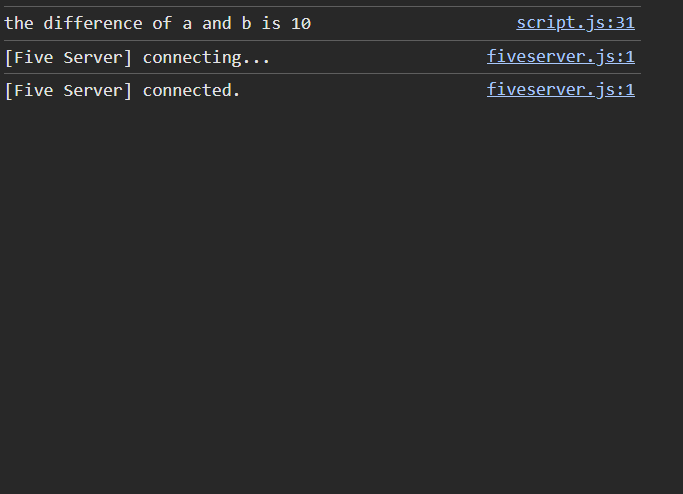 the difference of a and b is 10 script.js:31
[Five Server] connecting... fiveserver.js:1
[Five Server] connected. fiveserver.js:1